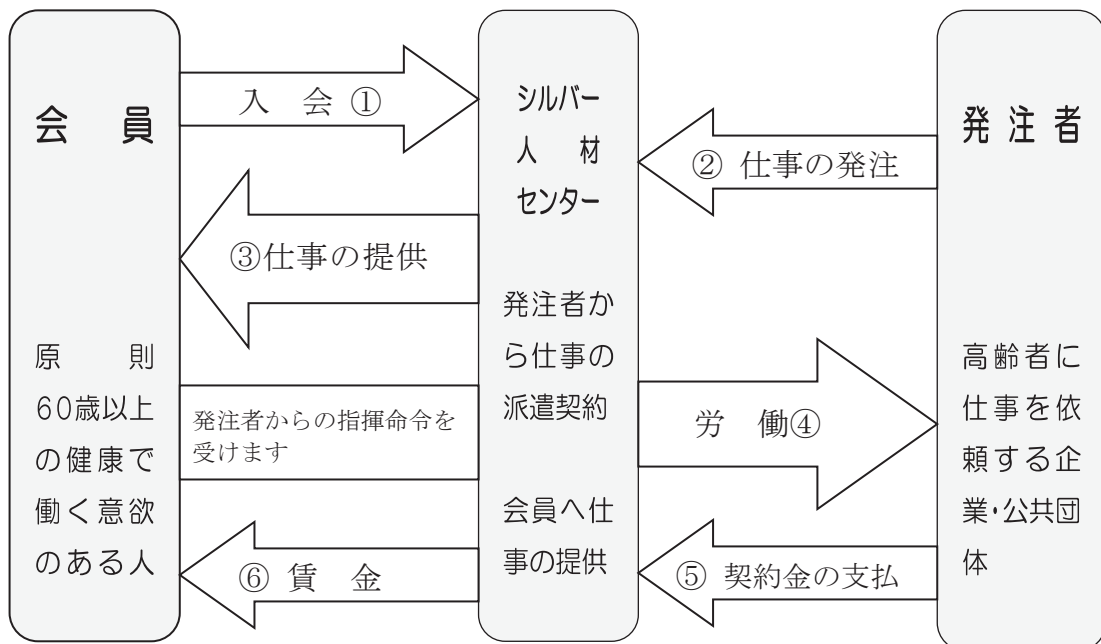 会　員
原　　則
60歳以上
の健康で
働く意欲
のある人
入　会 ①
③仕事の提供
発注者からの指揮命令を
受けます
⑥ 賃　金
シルバー
人　材
センター
発注者か
ら仕事の
派遣契約
会員へ仕
事の提供
② 仕事の発注
労　働④
⑤ 契約金の支払
発注者
高齢者に
仕事を依
頼する企
業・公共団
体